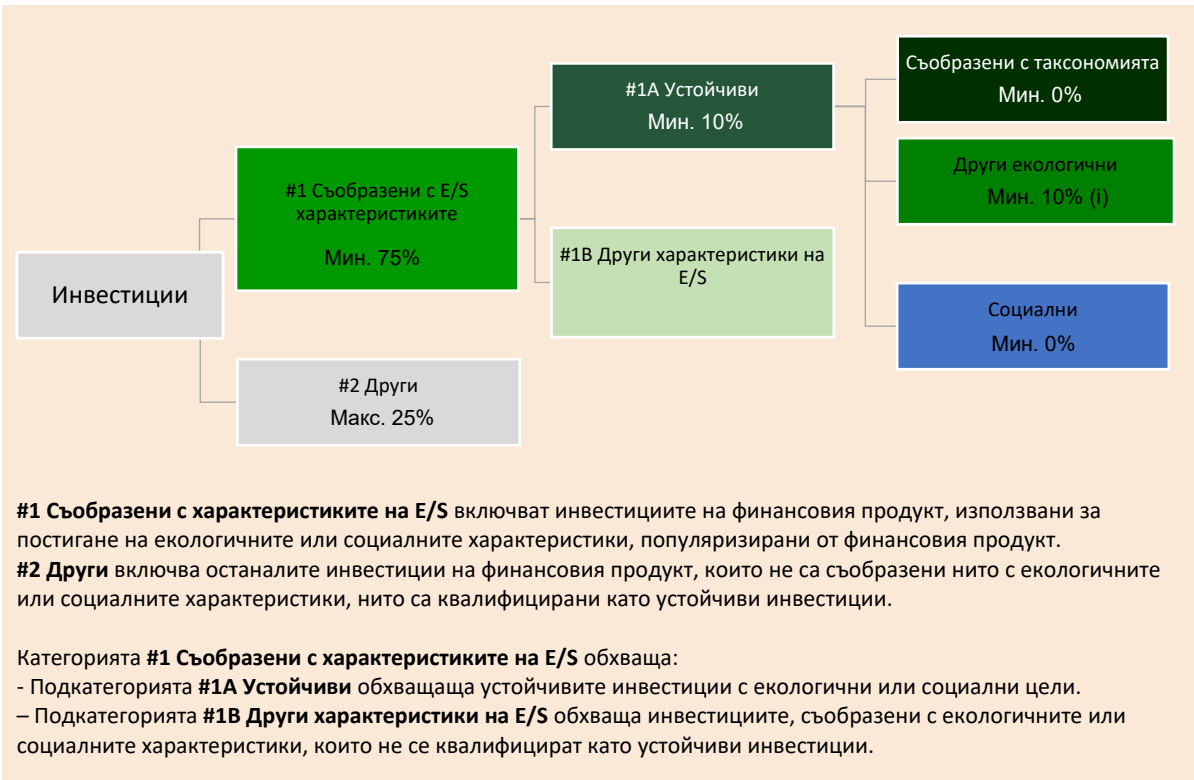 Инвестиции
#1 Съобразени с E/S
характеристиките
Мин. 75%
#2 Други
Макс. 25%
#1A Устойчиви
Мин. 10%
#1B Други характеристики на
E/S
Съобразени с таксономията
Мин. 0%
Други екологични
Мин. 10% (i)
Социални
Мин. 0%
#1 Съобразени с характеристиките на E/S включват инвестициите на финансовия продукт, използвани за
постигане на екологичните или социалните характеристики, популяризирани от финансовия продукт.
#2 Други включва останалите инвестиции на финансовия продукт, които не са съобразени нито с екологичните
или социалните характеристики, нито са квалифицирани като устойчиви инвестиции.
Категорията #1 Съобразени с характеристиките на E/S обхваща:
- Подкатегорията #1A Устойчиви обхващаща устойчивите инвестиции с екологични или социални цели.
– Подкатегорията #1B Други характеристики на E/S обхваща инвестициите, съобразени с екологичните или
социалните характеристики, които не се квалифицират като устойчиви инвестиции.